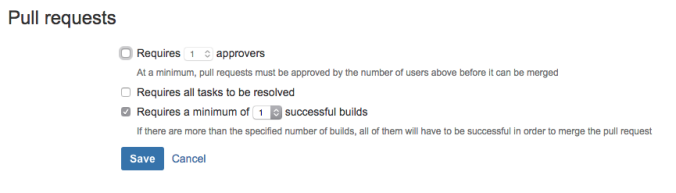 Pull requests
Requires 1 approvers
At a minimum, pull requests must be approved by the number of users above before it can be merged
Requires all tasks to be resolved
Requires a minimum of 1 successful builds
If there are more than the specified number of builds, all of them will have to be successful in order to merge the pull request
Save Cancel